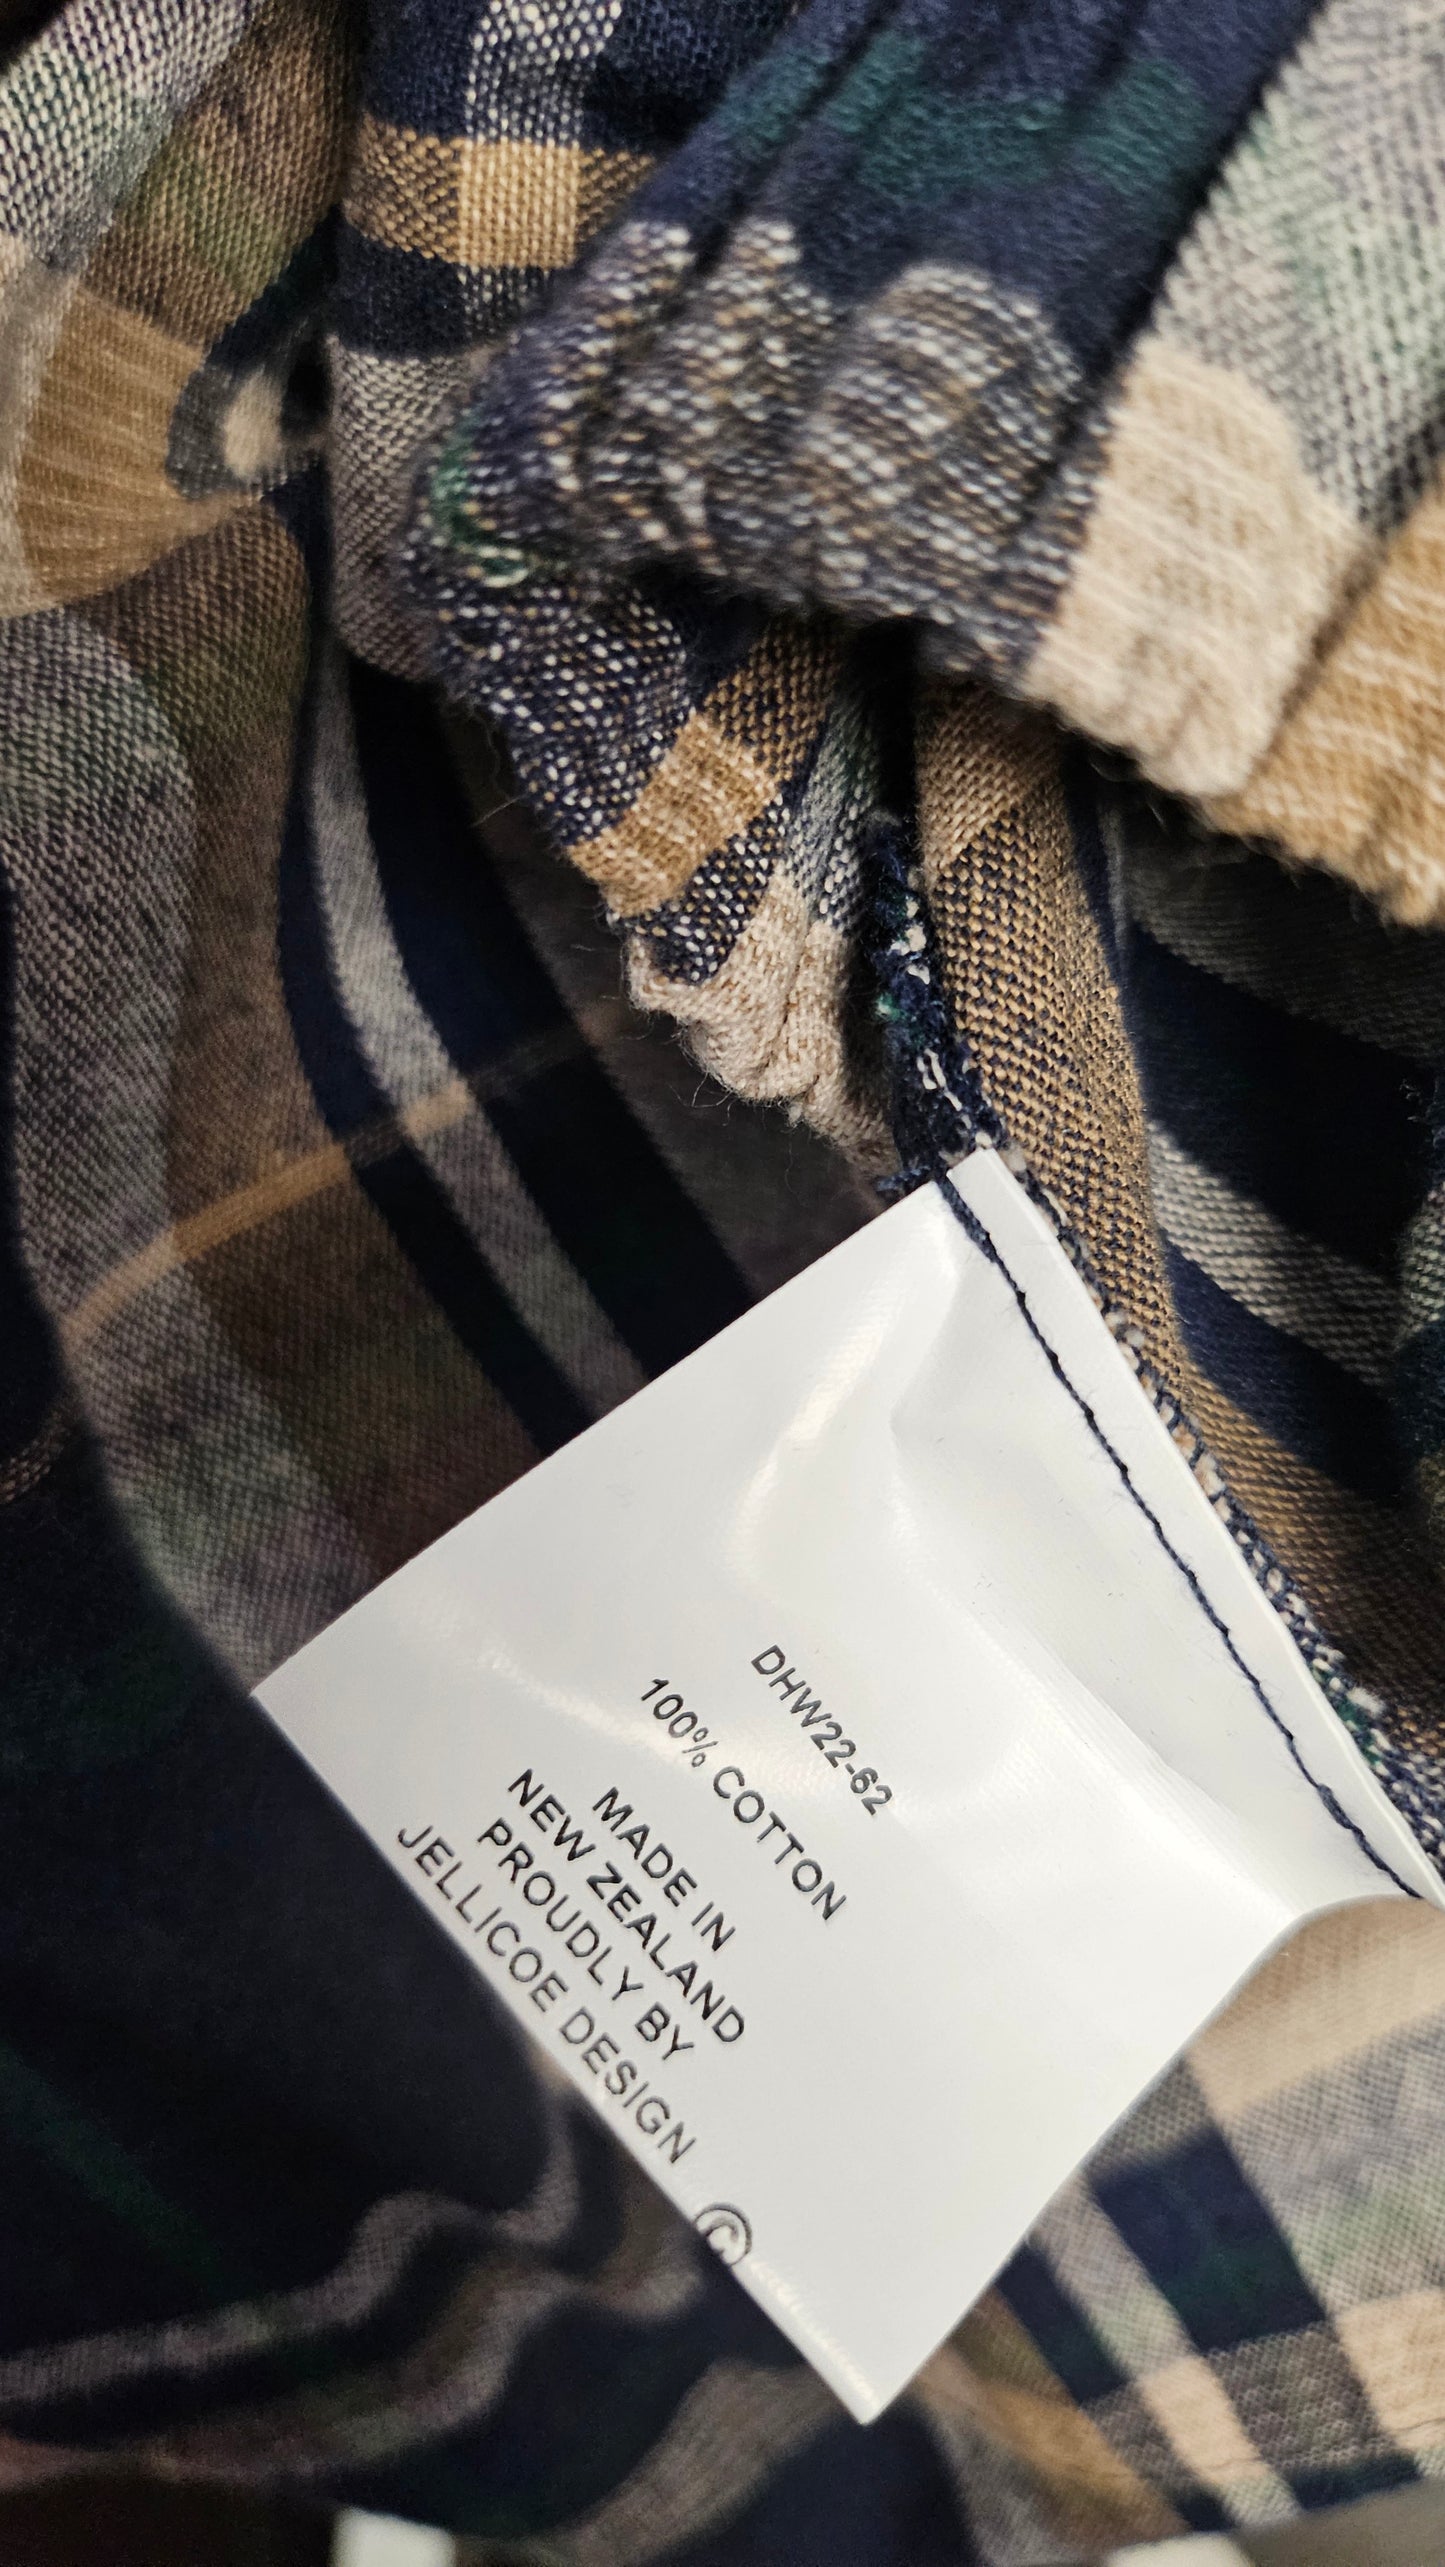 DHW22-62
100% COTTON
MADE IN
NEW ZEALAND
PROUDLY BY
JELLICOE DESIGN
©